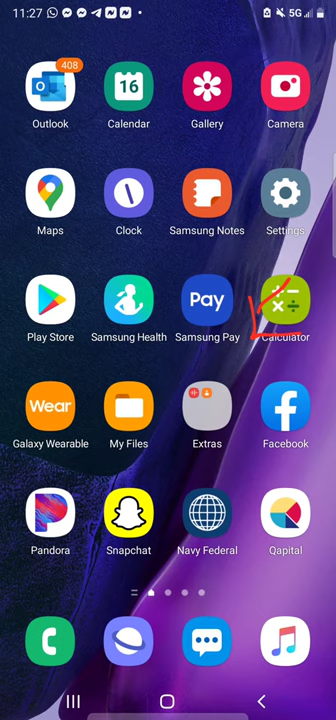 11:27 5G
408
16
Outlook Calendar Gallery Camera
Maps Clock Samsung Notes Settings
Pay
Play Store Samsung Health Samsung Pay Calculator
Wear
Galaxy Wearable My Files Extras Facebook
Pandora Snapchat Navy Federal Qapital